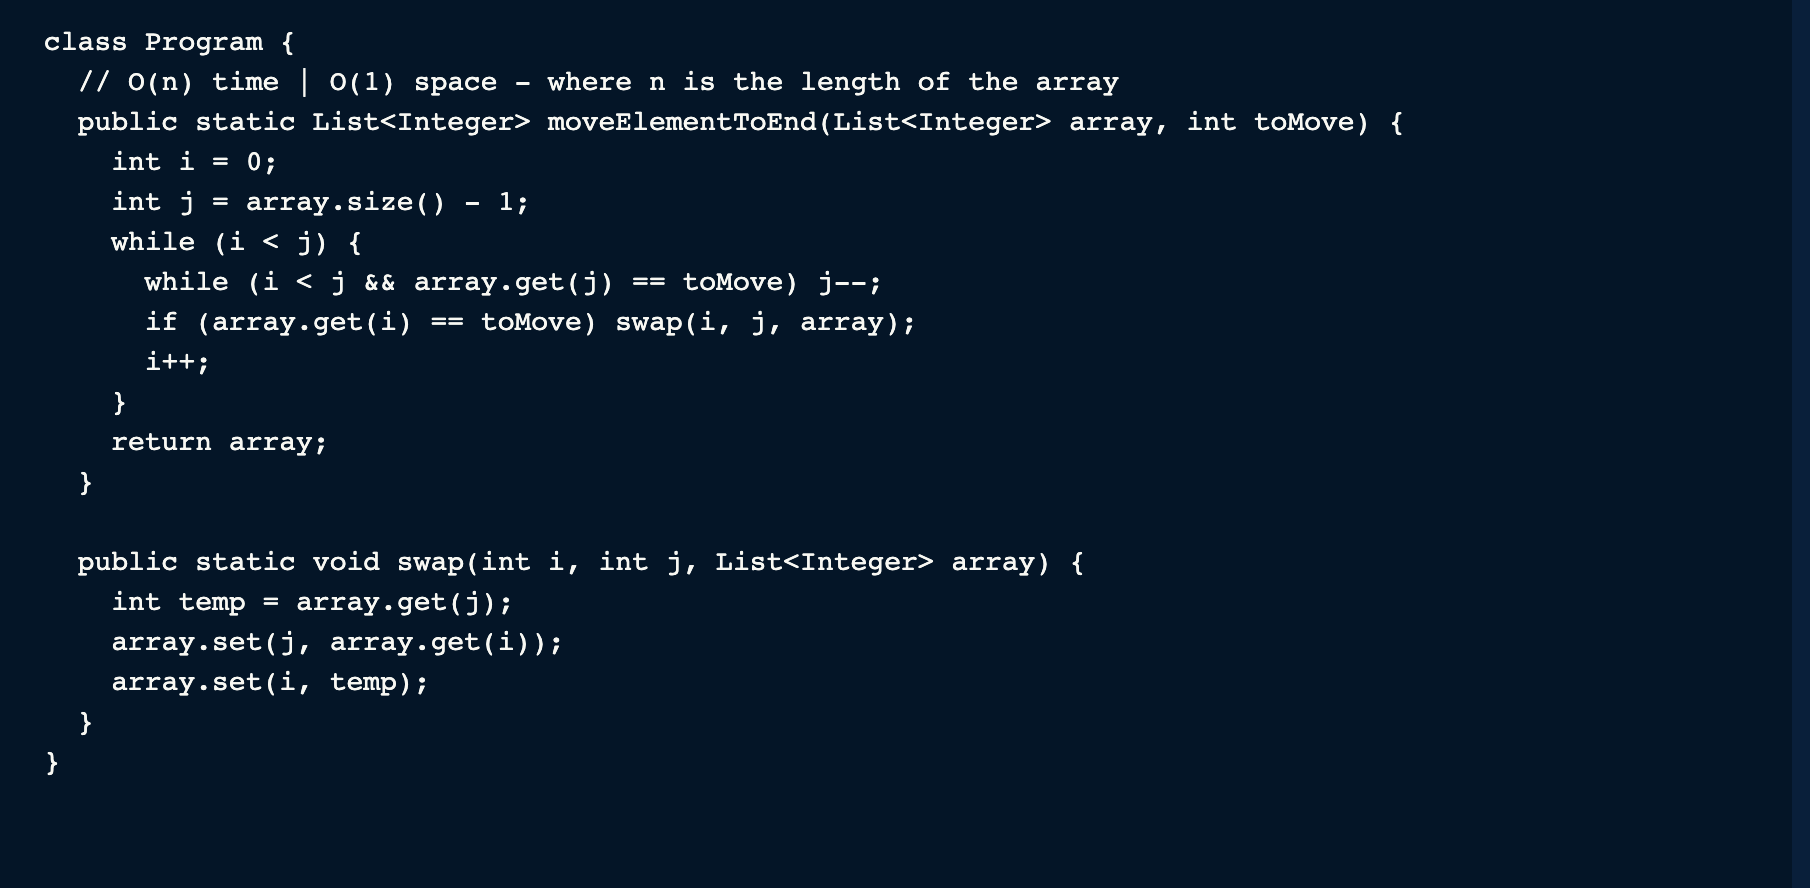 class Program {
  // O(n) time | O(1) space - where n is the length of the array
  public static List<Integer> moveElementToEnd(List<Integer> array, int toMove) {
    int i = 0;
    int j = array.size() - 1;
    while (i < j) {
      while (i < j && array.get(j) == toMove) j--;
      if (array.get(i) == toMove) swap(i, j, array);
      i++;
    }
    return array;
  }

  public static void swap(int i, int j, List<Integer> array) {
    int temp = array.get(j);
    array.set(j, array.get(i));
    array.set(i, temp);
  }
}